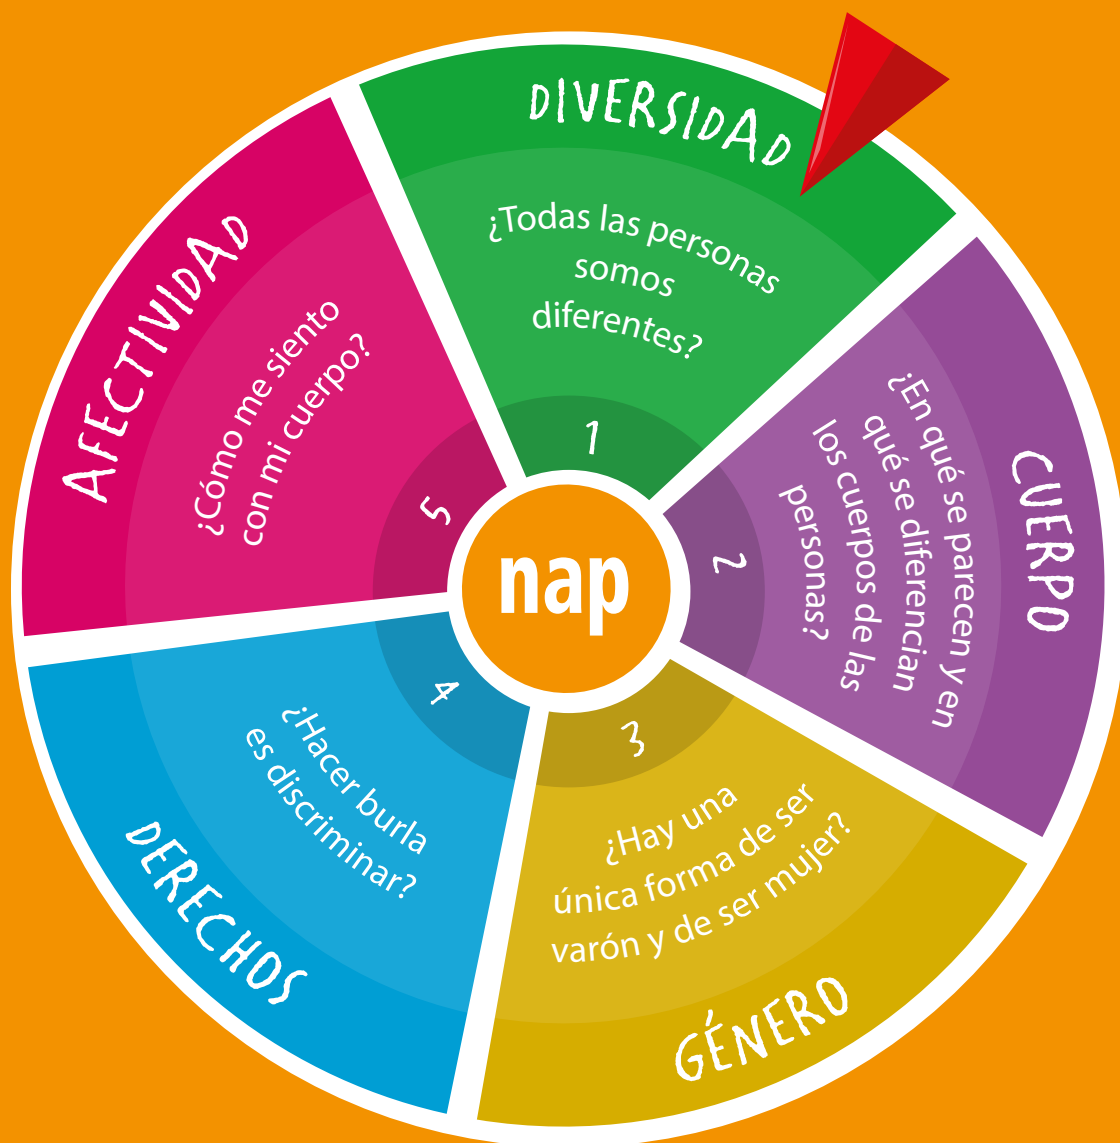 DIVERSIDAD
¿Todas las personas
somos
diferentes?
1
CUERPO
¿En qué se parecen y en
qué se diferencian
los cuerpos de las
personas?
2
GÉNERO
¿Hay una
única forma de ser
varón y de ser mujer?
3
DERECHOS
¿Hacer burla
es discriminar?
4
AFECTIVIDAD
¿Cómo me siento
con mi cuerpo?
5
nap